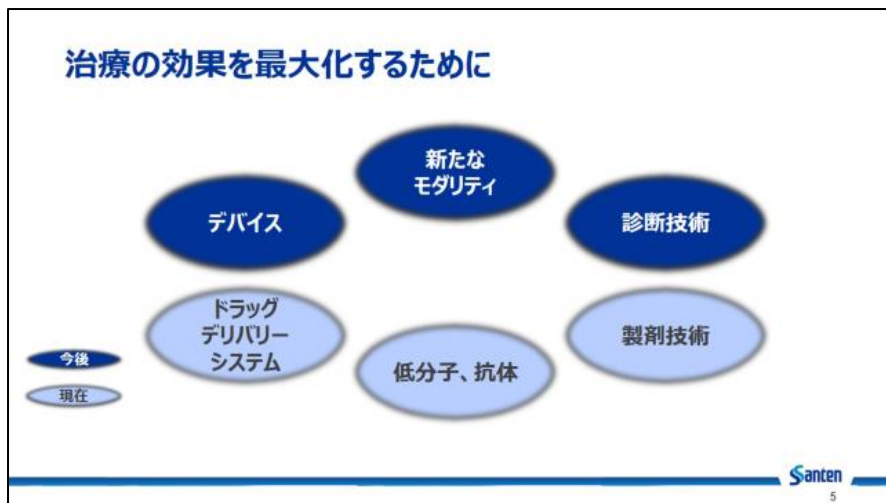 治療の効果を最大化するために
新たな
モダリティ
デバイス
診断技術
ドラッグ
デリバリー
システム
低分子、抗体
製剤技術
今後
現在
Santen
5